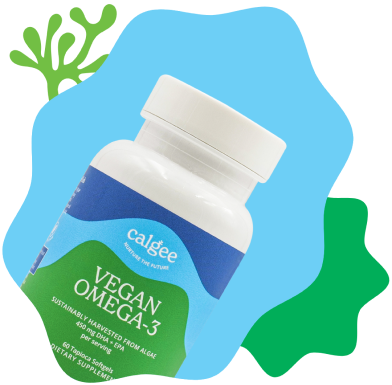 calgee
NURTURE THE FUTURE
VEGAN
OMEGA-3
SUSTAINABLY HARVESTED FROM ALGAE
450 mg DHA + EPA
per serving
60 Tapioca Softgels
DIETARY SUPPLEMENT